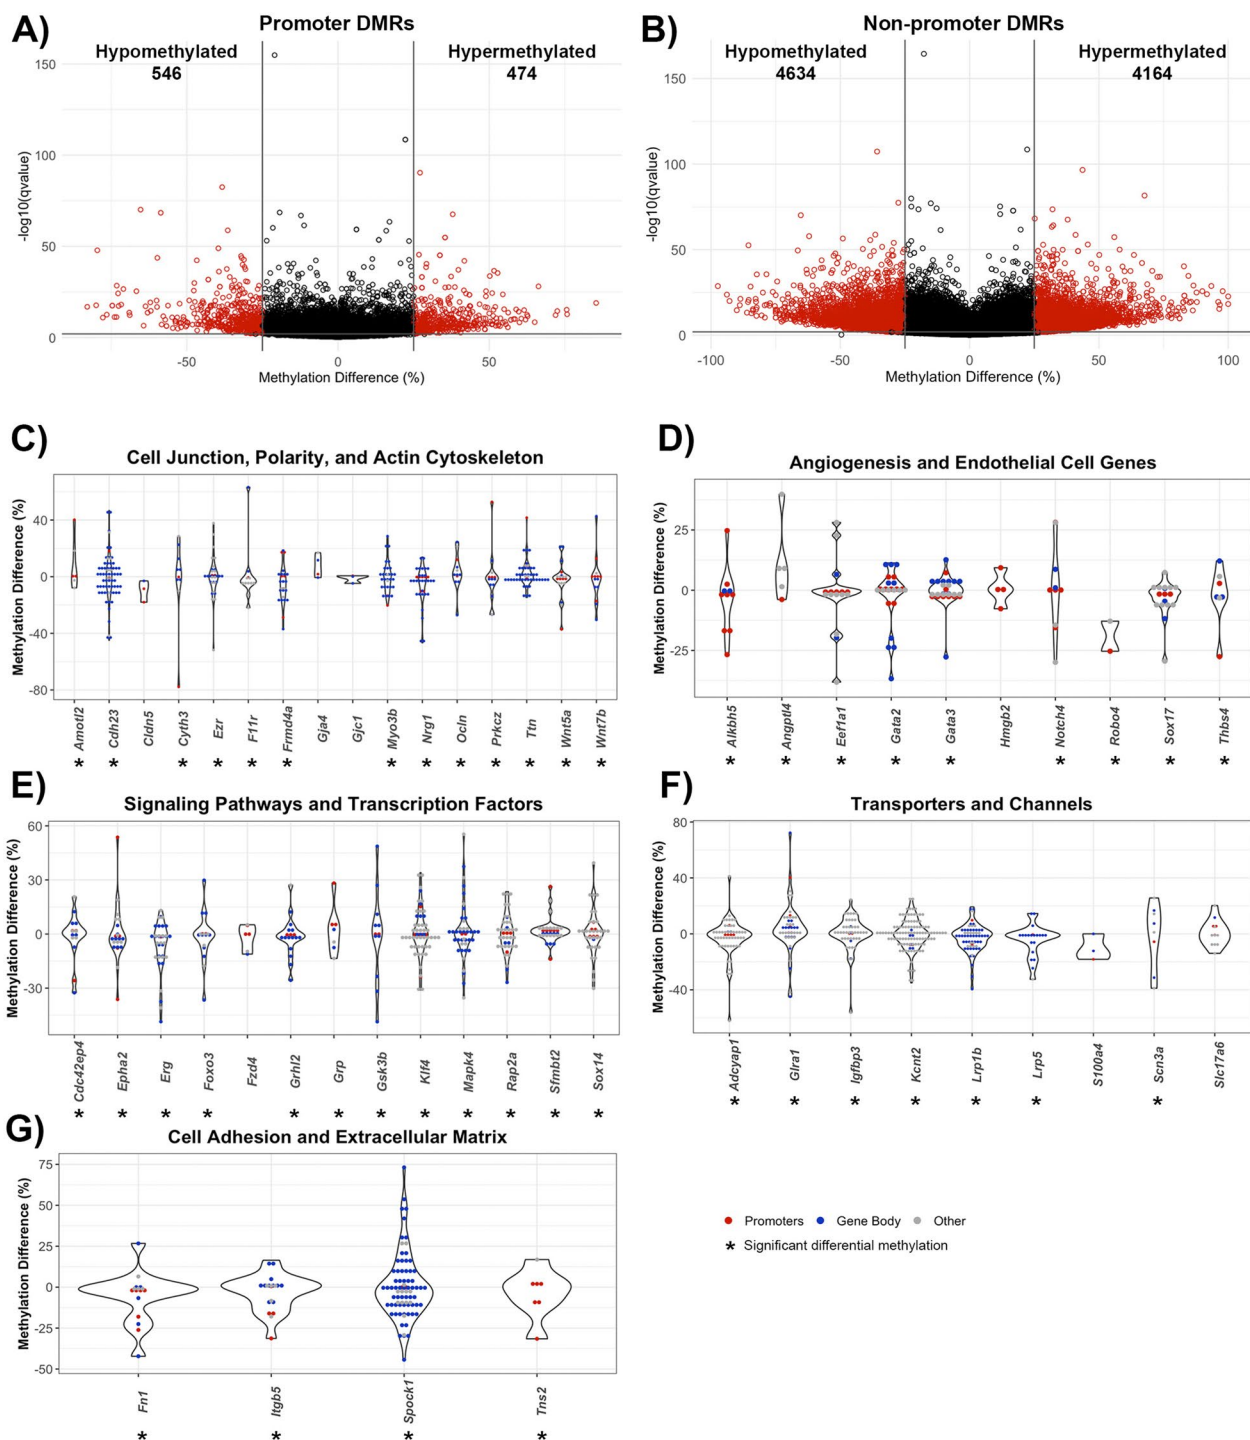 A)
Promoter DMRs
Hypomethylated
546
Hypermethylated
474
150
100
50
0
-log10(qvalue)
-50
0
50
Methylation Difference (%)
B)
Non-promoter DMRs
Hypomethylated
4634
Hypermethylated
4164
150
100
50
0
-log10(qvalue)
-100
-50
0
50
100
Methylation Difference (%)
C)
Cell Junction, Polarity, and Actin Cytoskeleton
Methylation Difference (%)
40
0
-40
-80
Amotl2
Cdh23
Cldn5
Cyth3
Ezr
F11r
Frmd4a
Gja4
Gjc1
Myo3b
Nrg1
Ocln
Prkcz
Ttn
Wnt5a
Wnt7b
* * * * * * * * * * * * *
D)
Angiogenesis and Endothelial Cell Genes
Methylation Difference (%)
25
0
-25
Alkbh5
Angptl4
Eef1a1
Gata2
Gata3
Hmgb2
Notch4
Robo4
Sox17
Thbs4
* * * * * * * * *
E)
Signaling Pathways and Transcription Factors
Methylation Difference (%)
60
30
0
-30
Cdc42ep4
Epha2
Erg
Foxo3
Fzd4
Grhl2
Grp
Gsk3b
Klf4
Mapk4
Rap2a
Sfmbt2
Sox14
* * * * * * * * * * * *
F)
Transporters and Channels
Methylation Difference (%)
80
40
0
-40
Adcyap1
Glra1
Igfbp3
Kcnt2
Lrp1b
Lrp5
S100a4
Scn3a
Slc17a6
* * * * * * *
G)
Cell Adhesion and Extracellular Matrix
Methylation Difference (%)
75
50
25
0
-25
-50
Fn1
Itgb5
Spock1
Tns2
* * * *
Promoters Gene Body Other
* Significant differential methylation